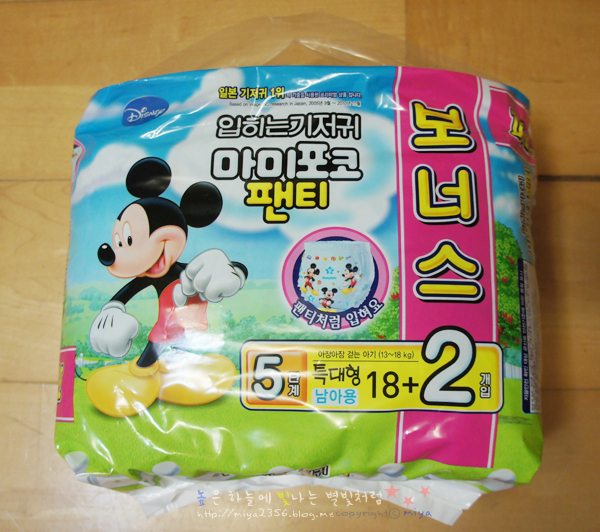 Disney
일본 기저귀 1위
입히는기저귀
마미포코
팬티
보너스
팬티처럼 입혀요
5단계
아장아장 걷는 아기 (13~18 kg)
특대형
남아용
18+2
개입
높은 하늘에 빛나는 별빛처럼
http://miya2356.blog.me copyrightⓒ miya